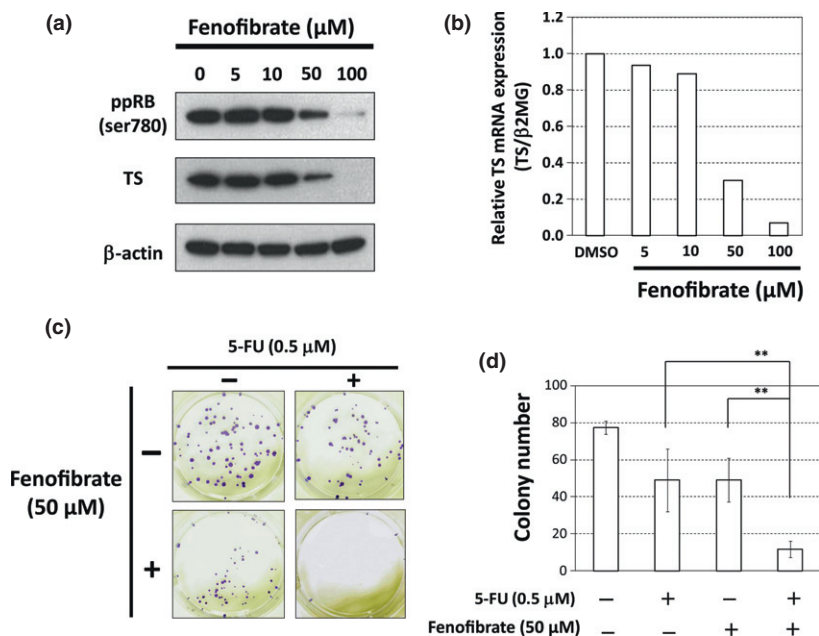 (a)
Fenofibrate (μM)
0 5 10 50 100
ppRB
(ser780)
TS
β-actin
(b)
Relative TS mRNA expression
(TS/β2MG)
1.2
1.0
0.8
0.6
0.4
0.2
0.0
DMSO 5 10 50 100
Fenofibrate (μM)
(c)
5-FU (0.5 μM)
− +
Fenofibrate
(50 μM)
−
+
(d)
**
**
Colony number
100
80
60
40
20
0
5-FU (0.5 μM) − + − +
Fenofibrate (50 μM) − − + +